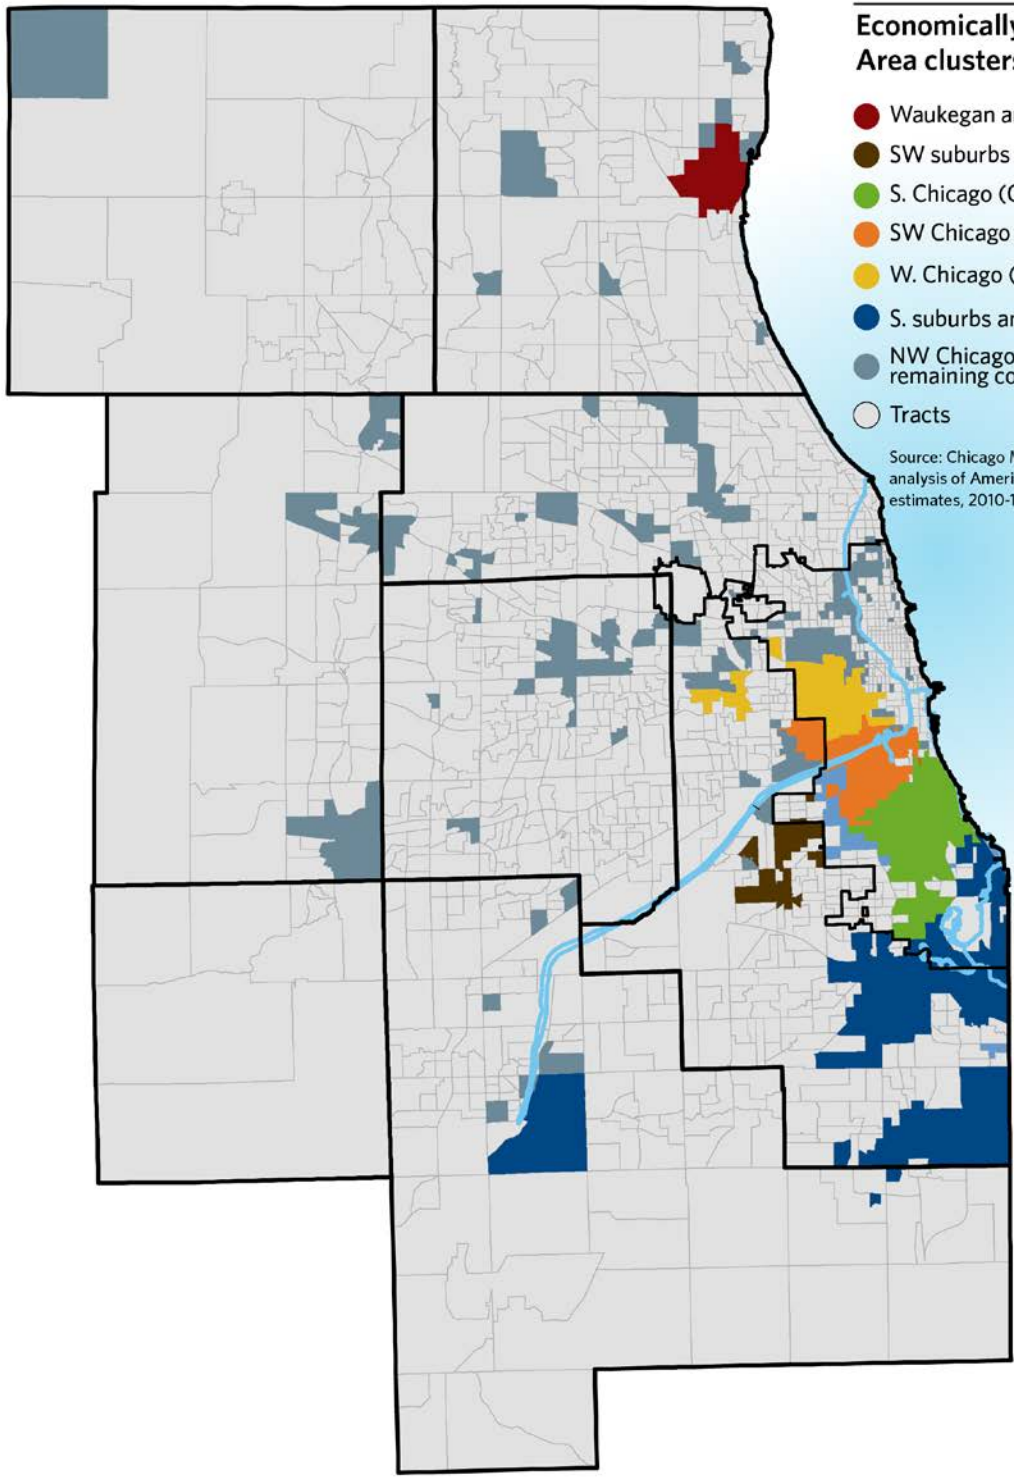 Economically
Area clusters
Waukegan a
SW suburbs
S. Chicago (
SW Chicago
W. Chicago (
S. suburbs a
NW Chicago
remaining co
Tracts
Source: Chicago M
analysis of Ameri
estimates, 2010-1